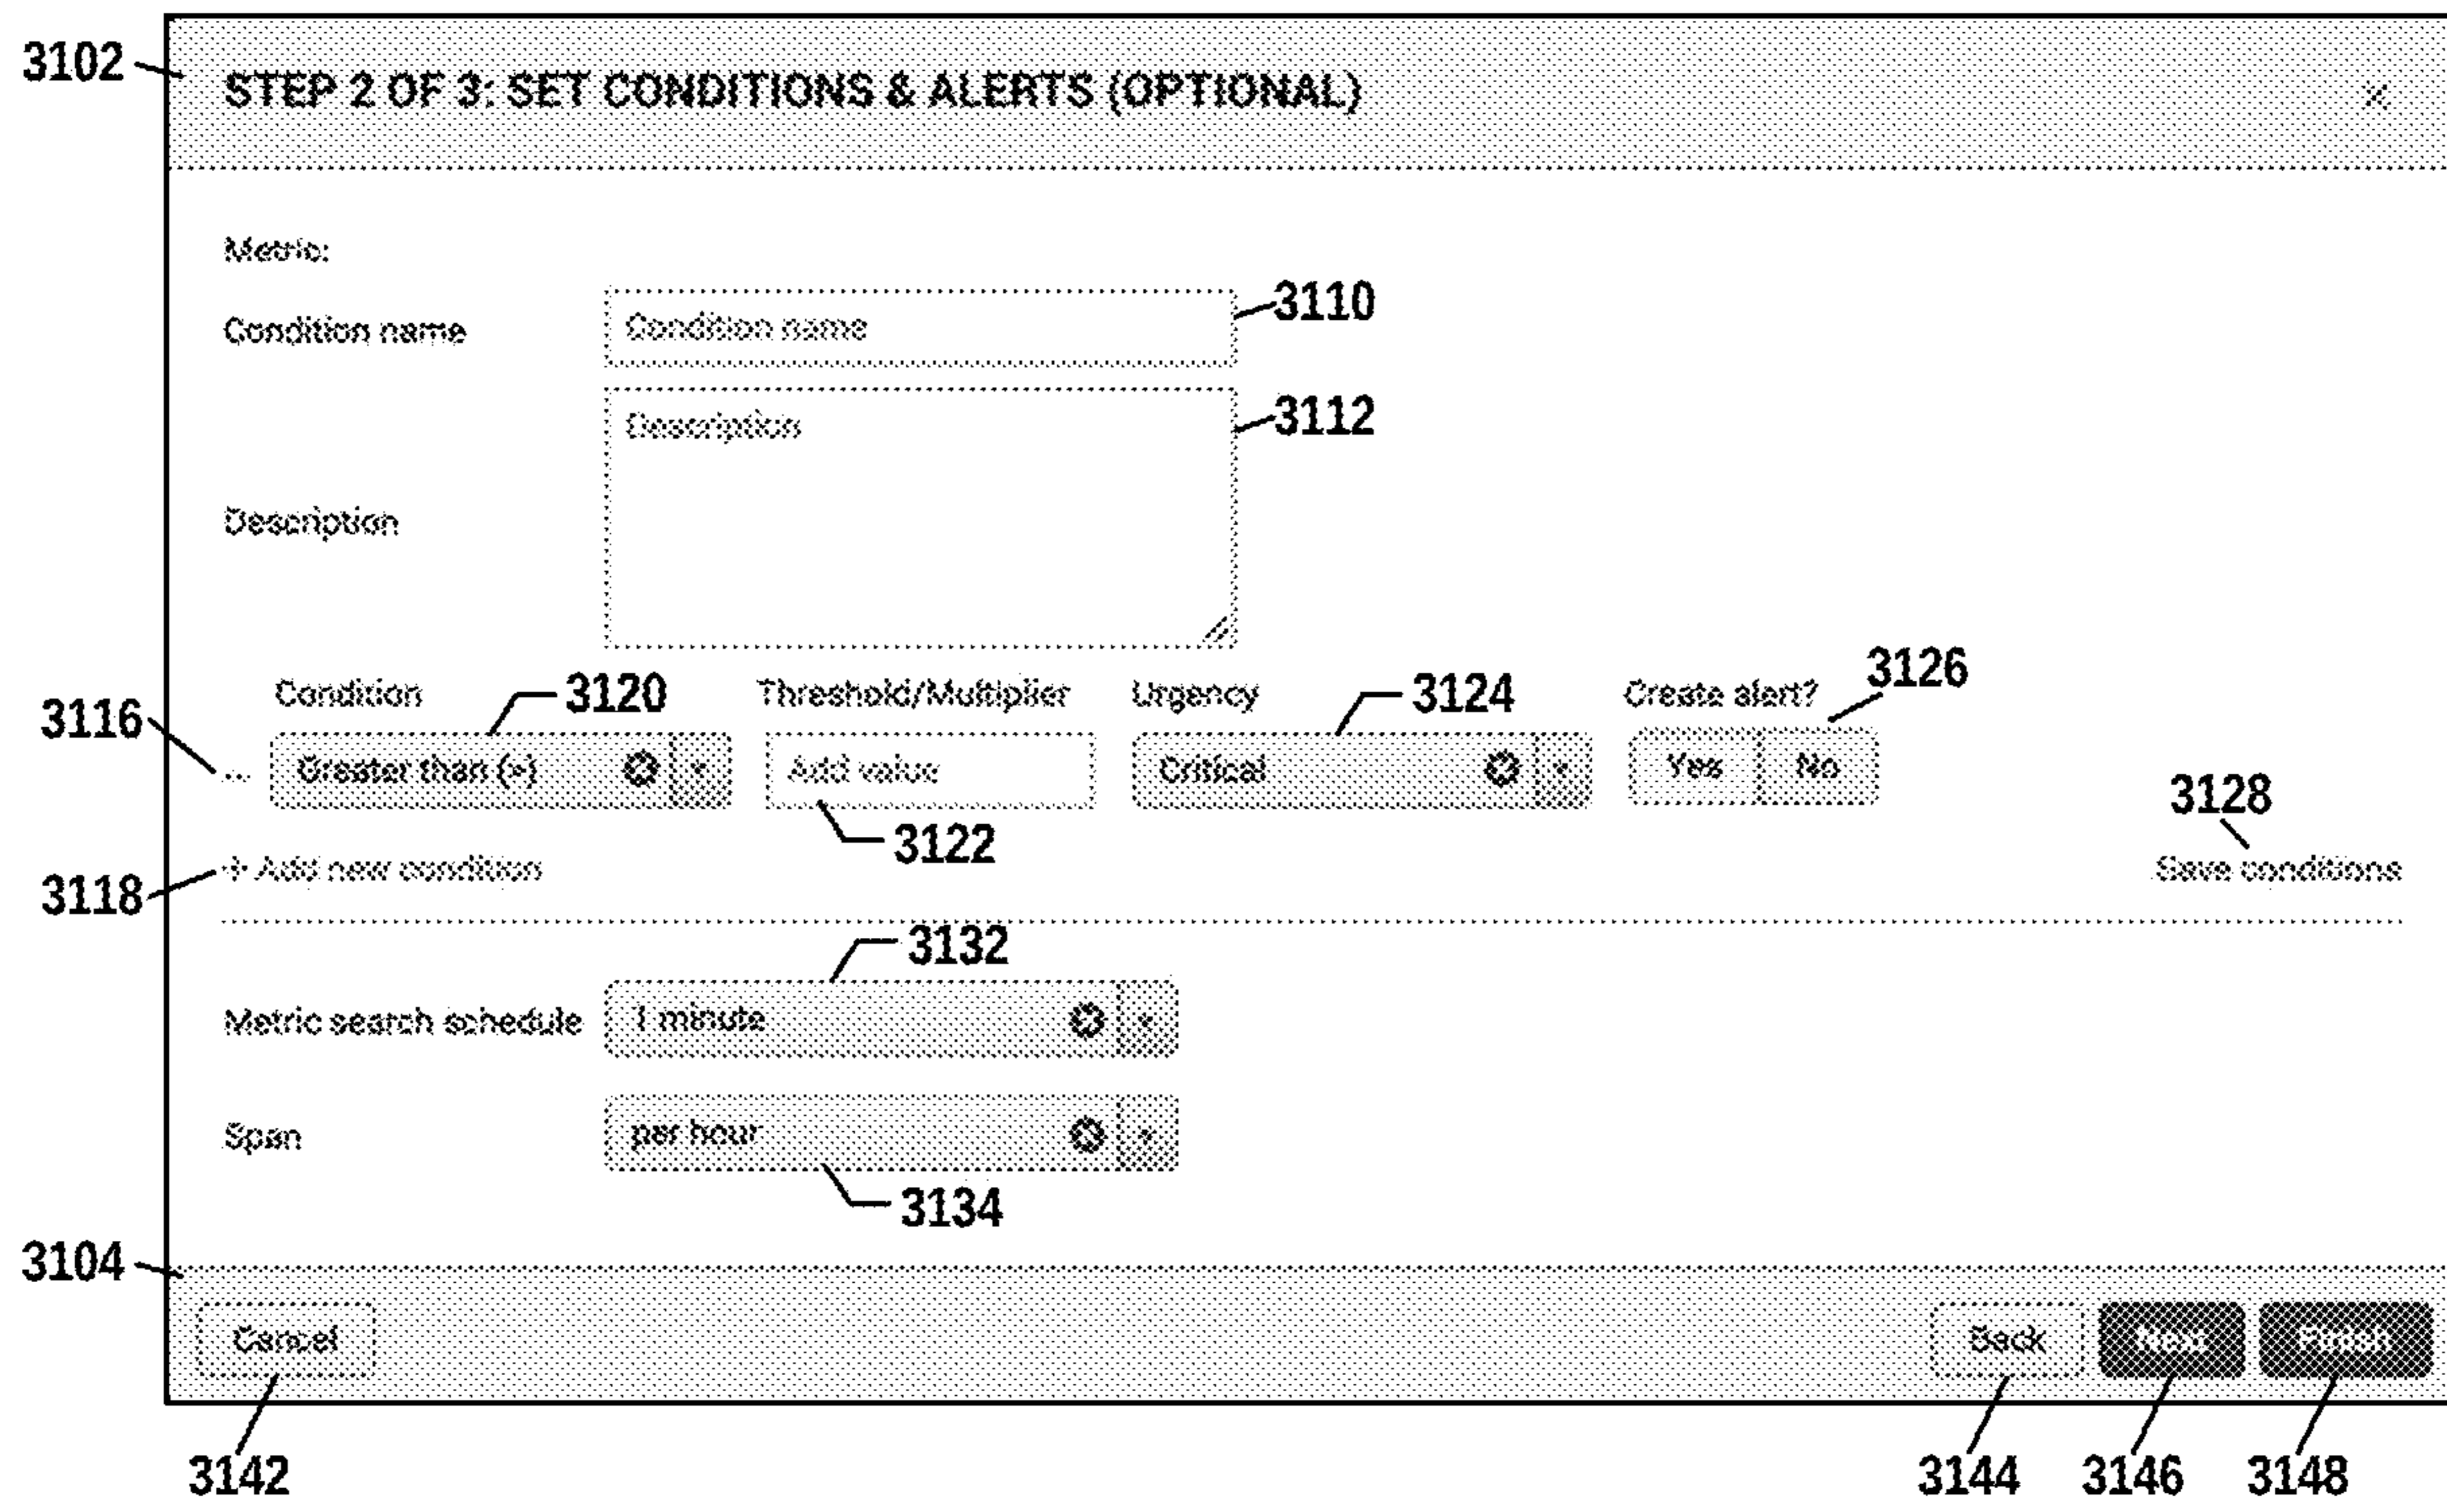 3102
STEP 2 OF 3: SET CONDITIONS & ALERTS (OPTIONAL)
Metric:
Condition name
Condition name
3110
Description
3112
Description
3116
Condition
3120
Threshold/Multiplier
Urgency
3124
Create alert?
3126
... Greater than (>)
Add value
Critical
Yes
No
3122
3128
3118
+ Add new condition
Save conditions
3132
Metric search schedule
1 minute
Span
per hour
3134
3104
Cancel
Back
Next
Finish
3142
3144
3146
3148